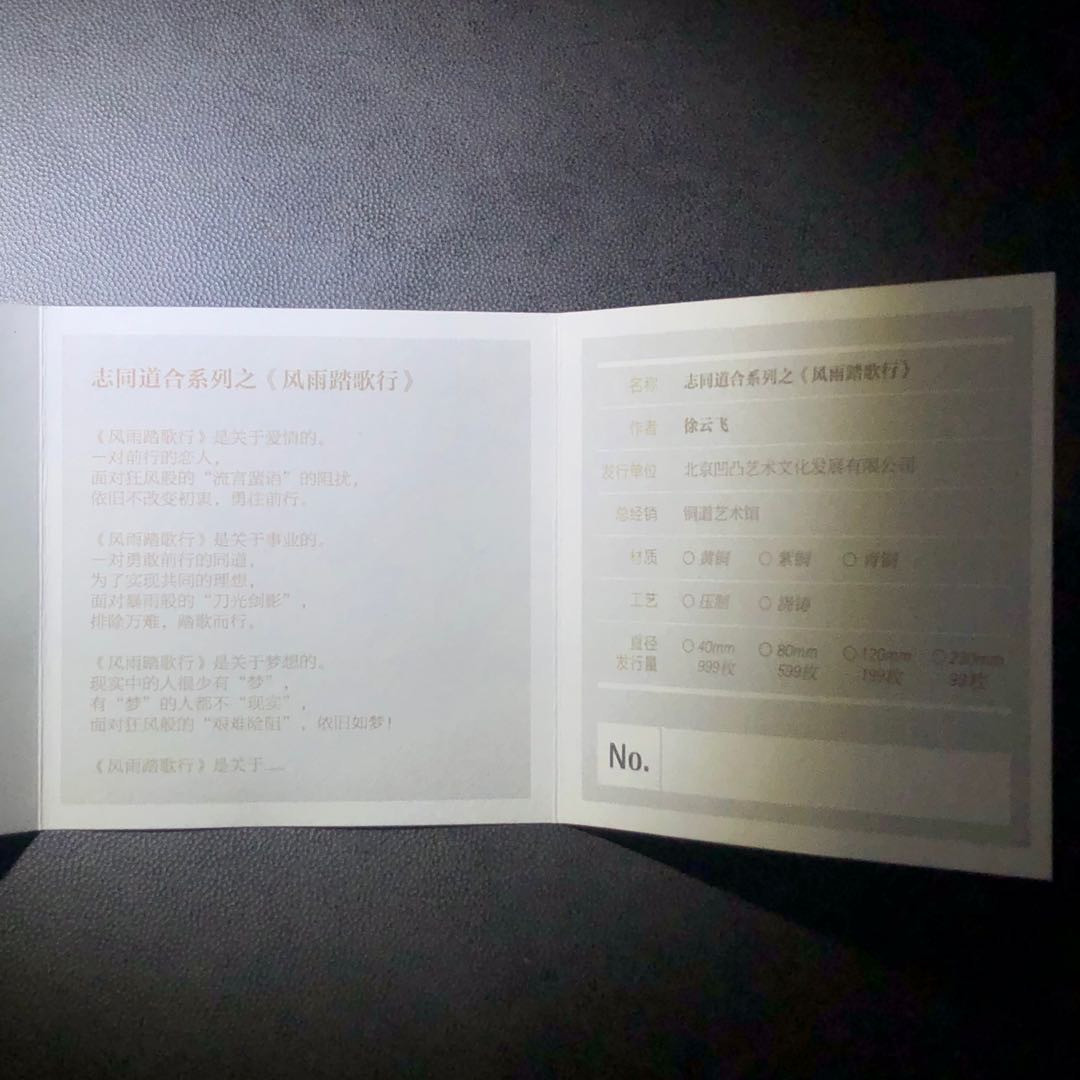 志同道合系列之《风雨踏歌行》
《风雨踏歌行》是关于爱情的。
一对前行的恋人，
面对狂风般的“流言蜚语”的阻扰，
依旧不改变初衷，勇往前行。
《风雨踏歌行》是关于事业的。
一对勇敢前行的同道，
为了实现共同的理想，
面对暴雨般的“刀光剑影”，
排除万难，踏歌而行。
《风雨踏歌行》是关于梦想的。
现实中的人很少有“梦”，
有“梦”的人都不“现实”，
面对狂风般的“艰难险阻”，依旧如梦！
《风雨踏歌行》是关于……
名称 志同道合系列之《风雨踏歌行》
作者 徐云飞
发行单位 北京凹凸艺术文化发展有限公司
总经销 铜道艺术馆
材质 ○黄铜 ○紫铜 ○青铜
工艺 ○压制 ○浇铸
直径 ○40mm ○80mm ○120mm ○230mm
发行量 999枚 599枚 199枚 99枚
No.